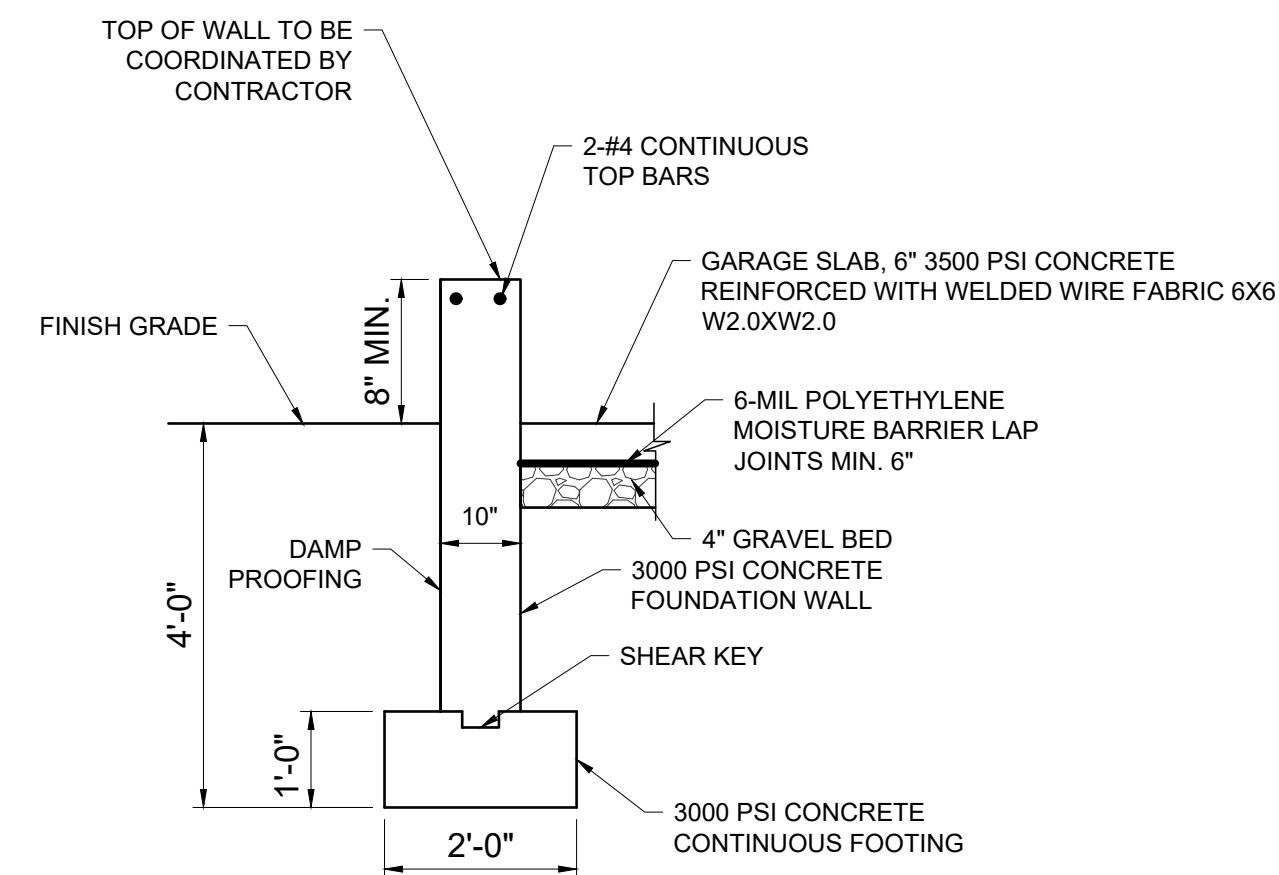 TOP OF WALL TO BE
COORDINATED BY
CONTRACTOR
2-#4 CONTINUOUS
TOP BARS
GARAGE SLAB, 6" 3500 PSI CONCRETE
REINFORCED WITH WELDED WIRE FABRIC 6X6
W2.0XW2.0
FINISH GRADE
8" MIN.
6-MIL POLYETHYLENE
MOISTURE BARRIER LAP
JOINTS MIN. 6"
10"
4" GRAVEL BED
DAMP
PROOFING
3000 PSI CONCRETE
FOUNDATION WALL
4'-0"
SHEAR KEY
1'-0"
3000 PSI CONCRETE
CONTINUOUS FOOTING
2'-0"